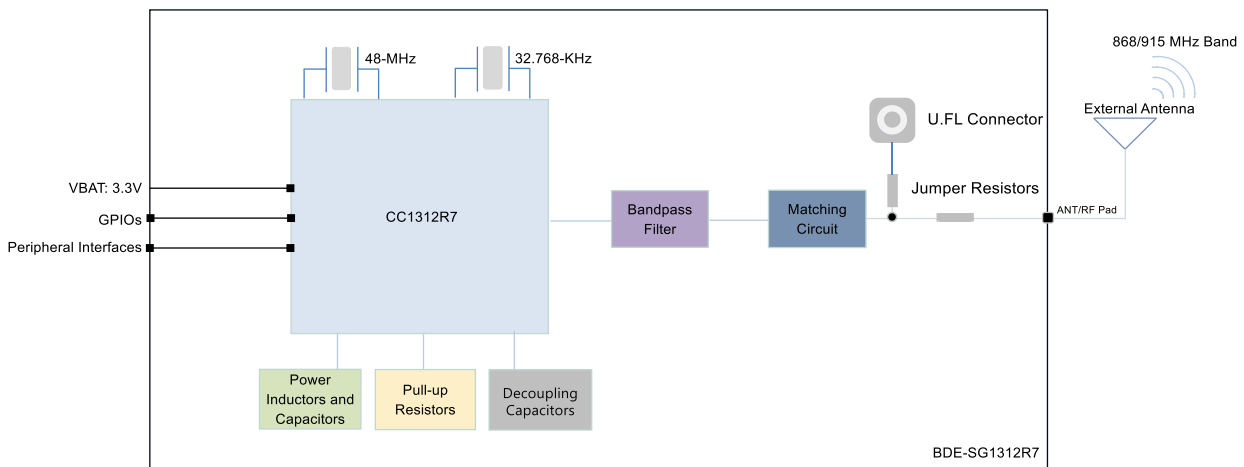 868/915 MHz Band
48-MHz
32.768-KHz
External Antenna
U.FL Connector
VBAT: 3.3V
Jumper Resistors
GPIOs
CC1312R7
Bandpass
Filter
Matching
Circuit
ANT/RF Pad
Peripheral Interfaces
Power
Inductors and
Capacitors
Pull-up
Resistors
Decoupling
Capacitors
BDE-SG1312R7